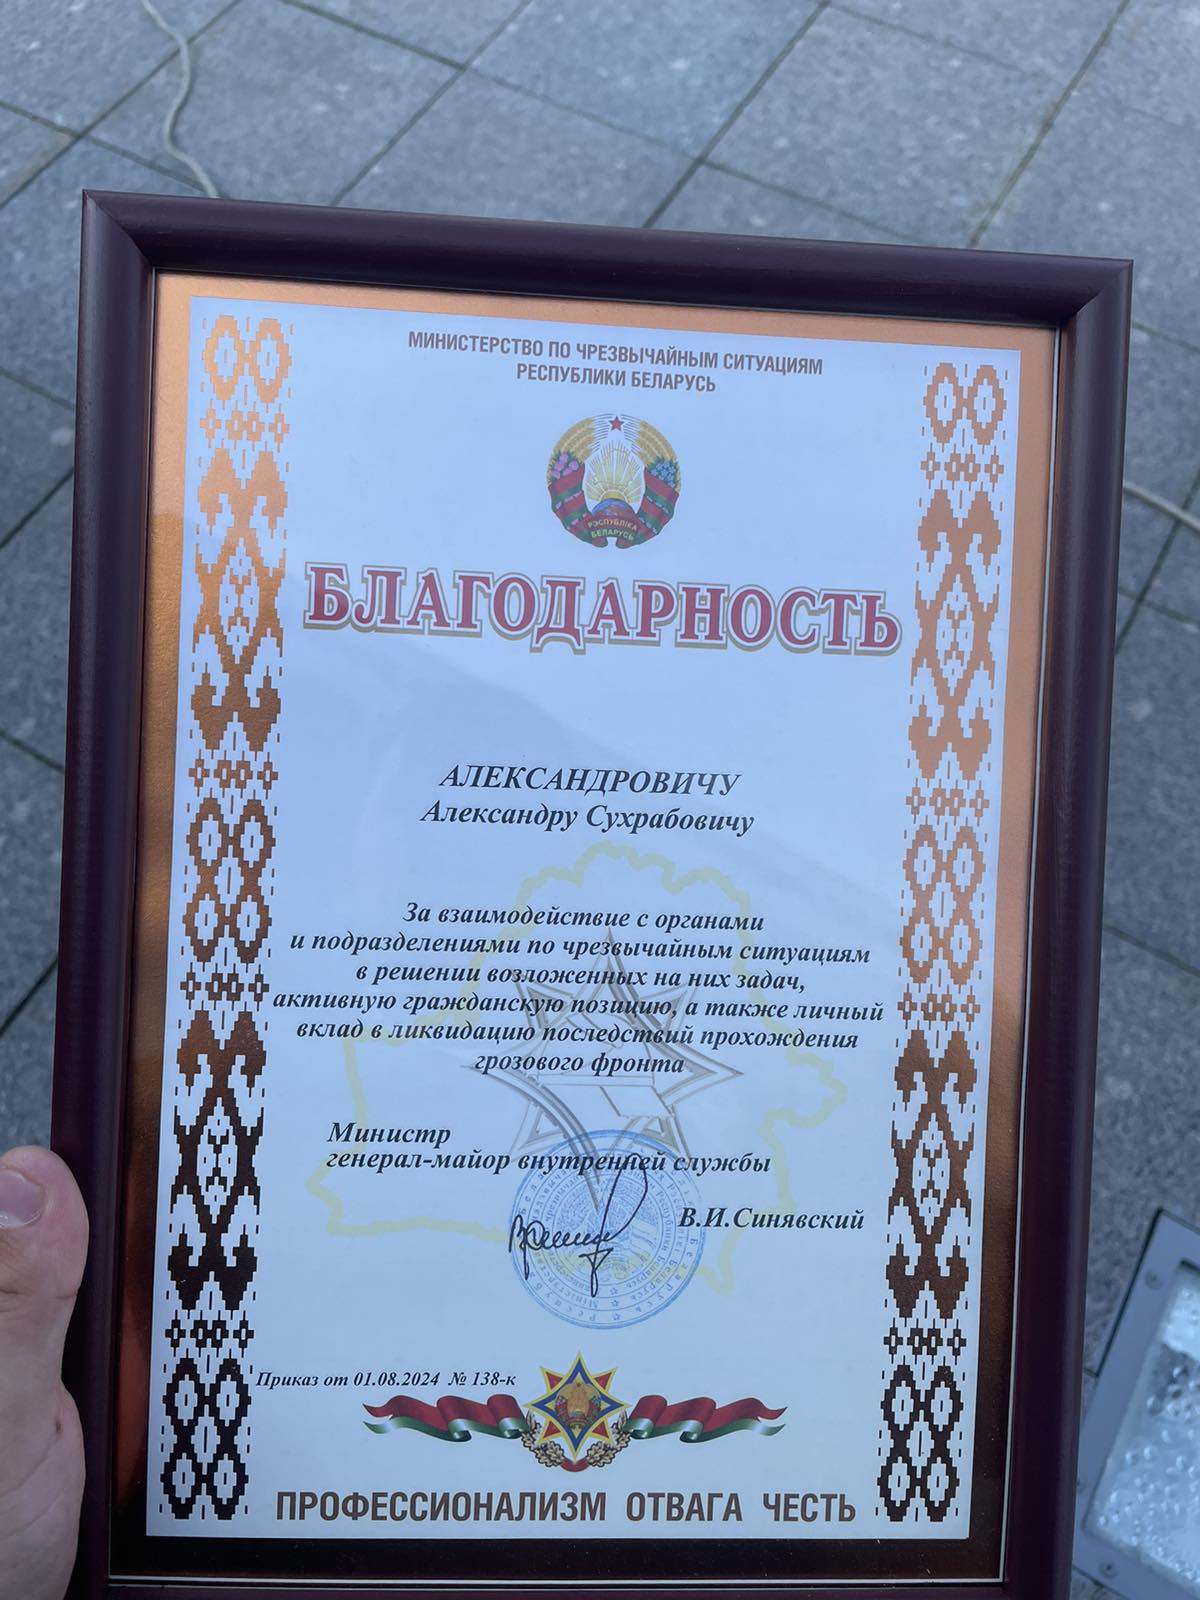 МИНИСТЕРСТВО ПО ЧРЕЗВЫЧАЙНЫМ СИТУАЦИЯМ
РЕСПУБЛИКИ БЕЛАРУСЬ
РЭСПУБЛІКА
БЕЛАРУСЬ
БЛАГОДАРНОСТЬ
АЛЕКСАНДРОВИЧУ
Александру Сухрабовичу
За взаимодействие с органами
и подразделениями по чрезвычайным ситуациям
в решении возложенных на них задач,
активную гражданскую позицию, а также личный
вклад в ликвидацию последствий прохождения
грозового фронта
Министр
генерал-майор внутренней службы
В.И.Синявский
Приказ от 01.08.2024 № 138-к
ПРОФЕССИОНАЛИЗМ ОТВАГА ЧЕСТЬ